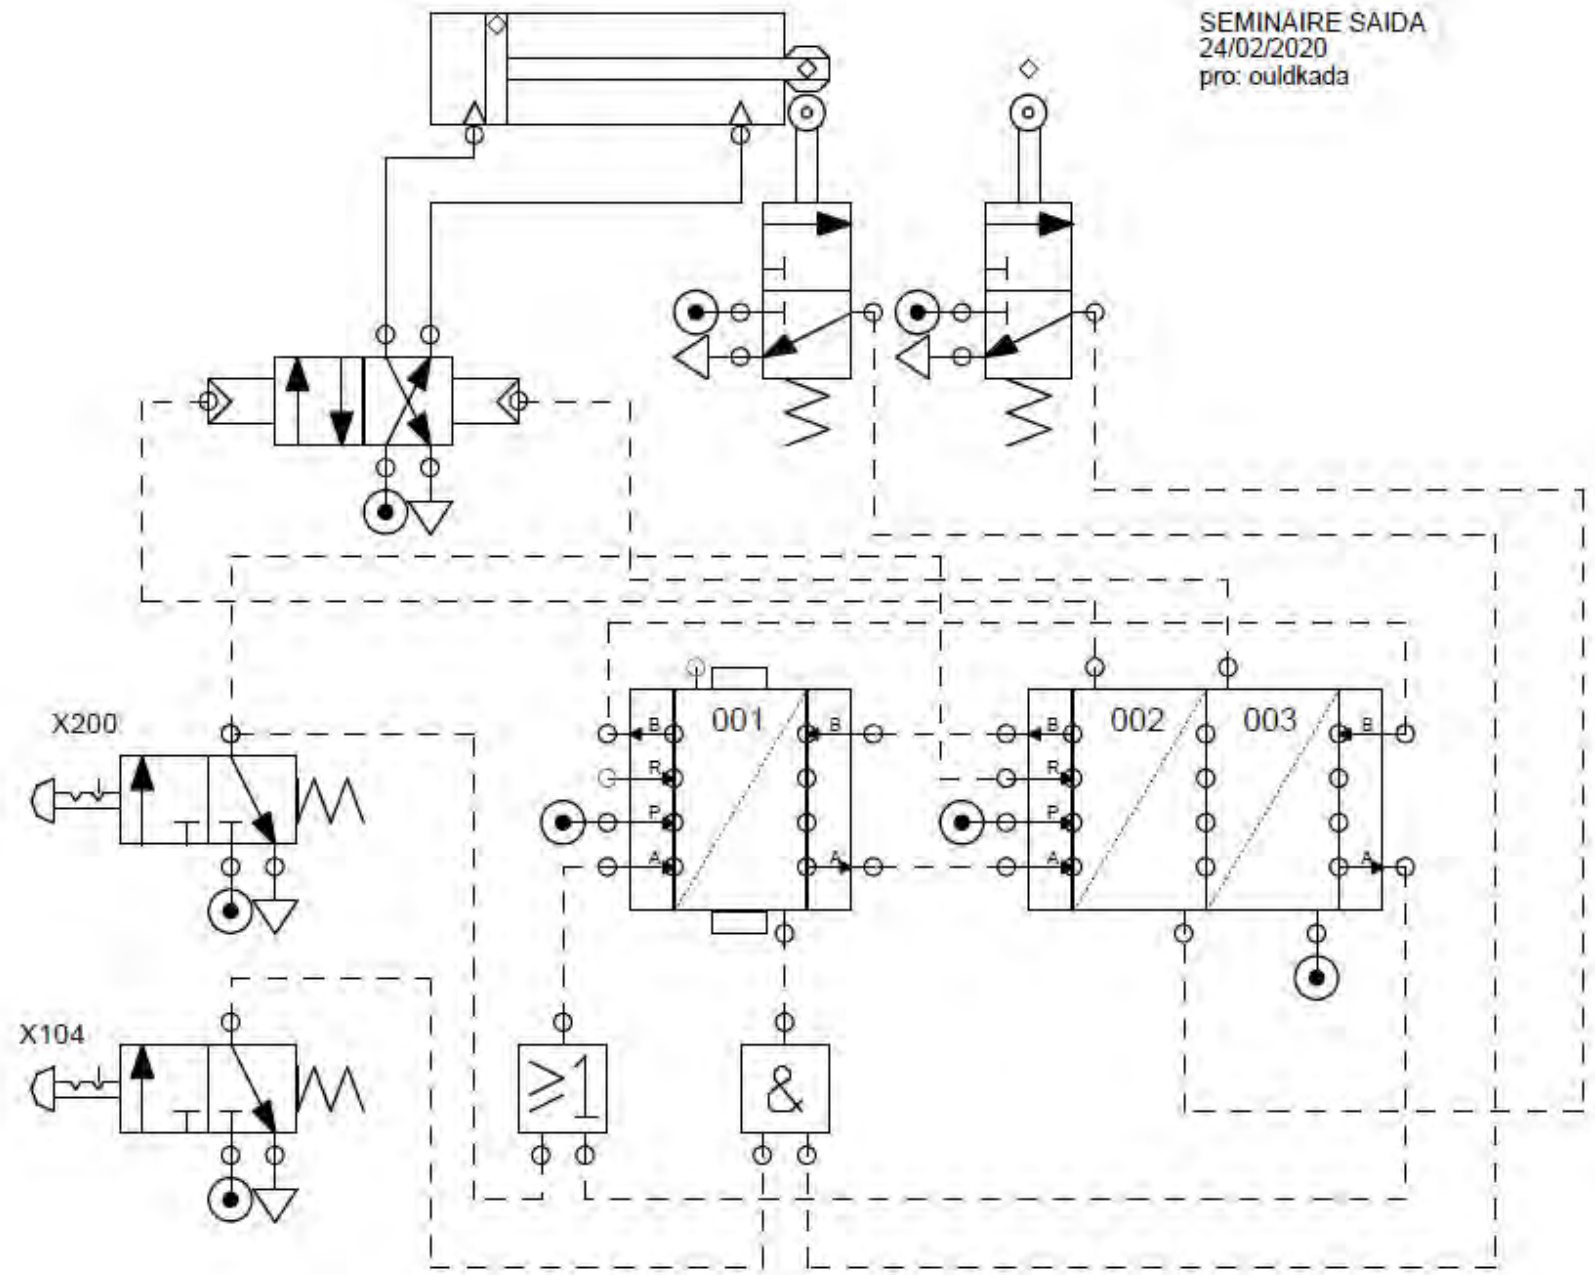 SEMINAIRE SAIDA
24/02/2020
pro: ouldkada
X200
001
002
003
B
B
B
B
R
R
P
P
A
A
A
A
X104
≥1
&